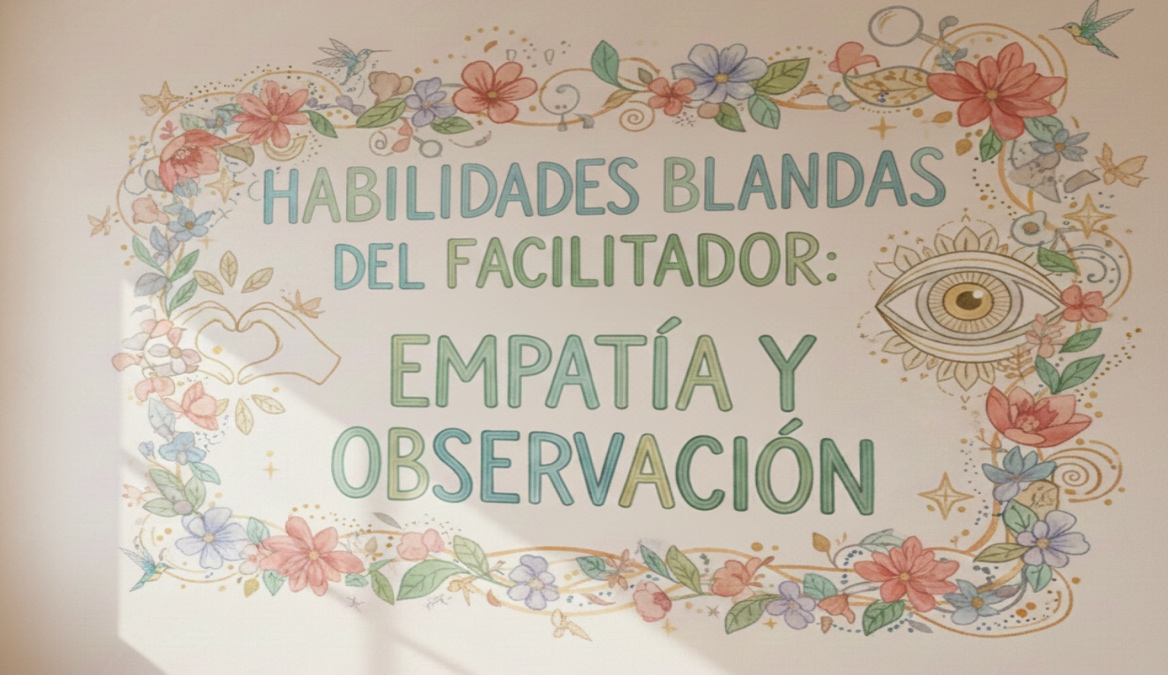 HABILIDADES BLANDAS
DEL FACILITADOR:
EMPATÍA Y
OBSERVACIÓN